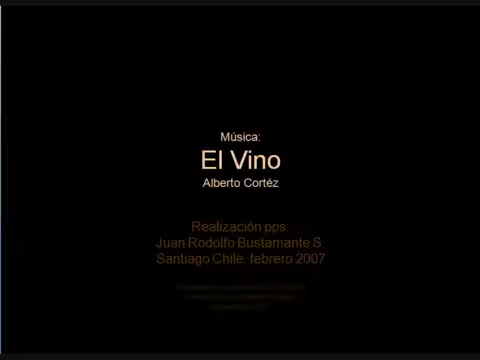 Música:
El Vino
Alberto Cortéz
Realización pps.
Juan Rodolfo Bustamante S.
Santiago Chile, febrero 2007